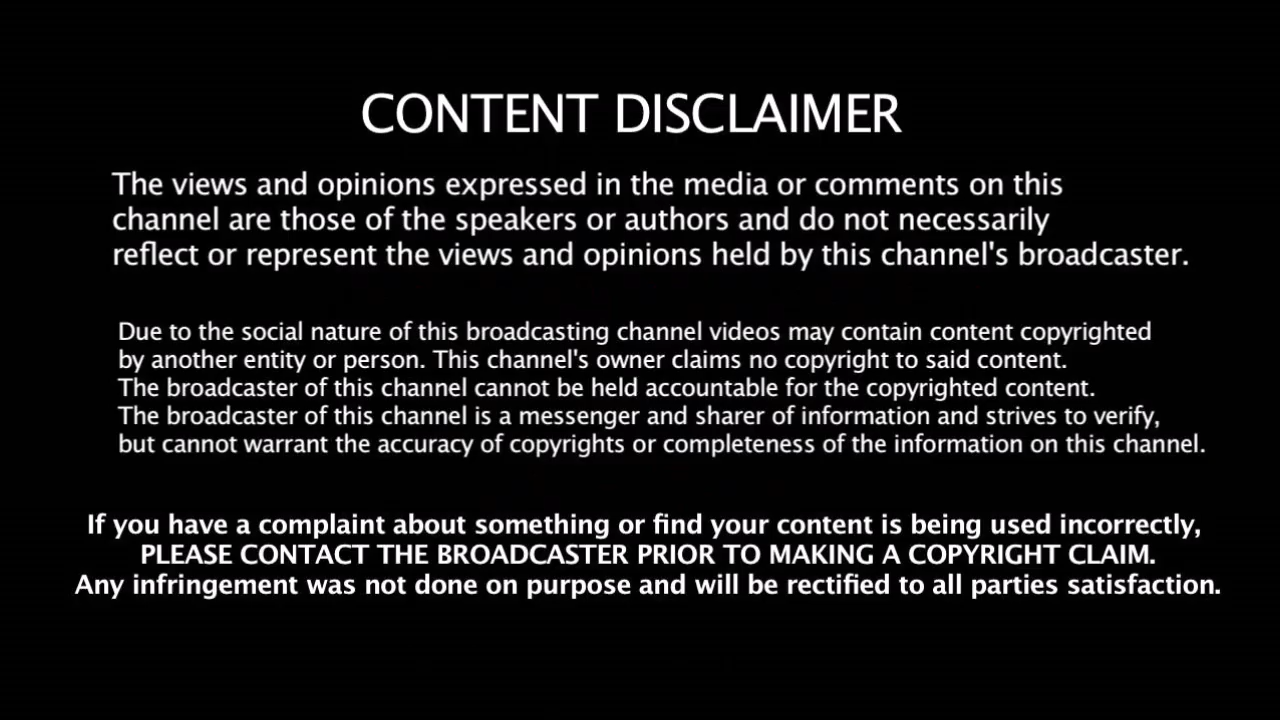 CONTENT DISCLAIMER
The views and opinions expressed in the media or comments on this
channel are those of the speakers or authors and do not necessarily
reflect or represent the views and opinions held by this channel's broadcaster.
Due to the social nature of this broadcasting channel videos may contain content copyrighted
by another entity or person. This channel's owner claims no copyright to said content.
The broadcaster of this channel cannot be held accountable for the copyrighted content.
The broadcaster of this channel is a messenger and sharer of information and strives to verify,
but cannot warrant the accuracy of copyrights or completeness of the information on this channel.
If you have a complaint about something or find your content is being used incorrectly,
PLEASE CONTACT THE BROADCASTER PRIOR TO MAKING A COPYRIGHT CLAIM.
Any infringement was not done on purpose and will be rectified to all parties satisfaction.